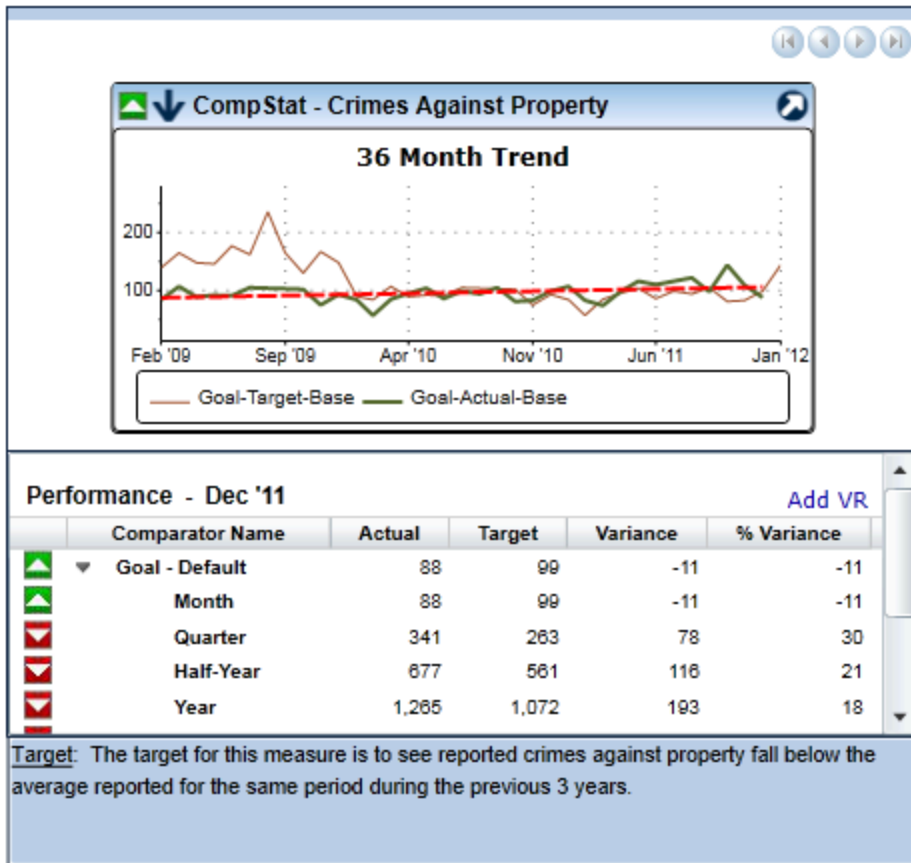 CompStat - Crimes Against Property
36 Month Trend
200
100
Feb '09 Sep '09 Apr '10 Nov '10 Jun '11 Jan '12
Goal-Target-Base Goal-Actual-Base
Performance - Dec '11 Add VR
Comparator Name Actual Target Variance % Variance
Goal - Default 88 99 -11 -11
Month 88 99 -11 -11
Quarter 341 263 78 30
Half-Year 677 561 116 21
Year 1,265 1,072 193 18
Target: The target for this measure is to see reported crimes against property fall below the
average reported for the same period during the previous 3 years.